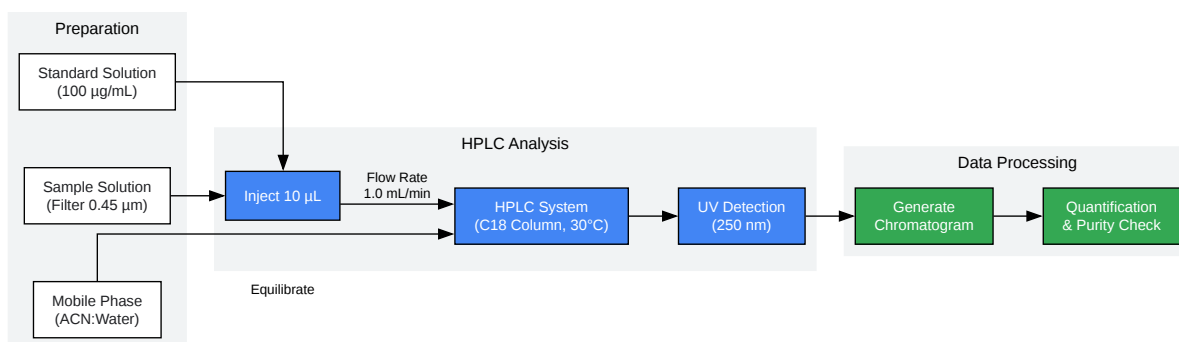 Preparation
Standard Solution
(100 µg/mL)
Sample Solution
(Filter 0.45 µm)
Mobile Phase
(ACN:Water)
HPLC Analysis
Inject 10 µL
Flow Rate
1.0 mL/min
HPLC System
(C18 Column, 30°C)
UV Detection
(250 nm)
Equilibrate
Data Processing
Generate
Chromatogram
Quantification
& Purity Check